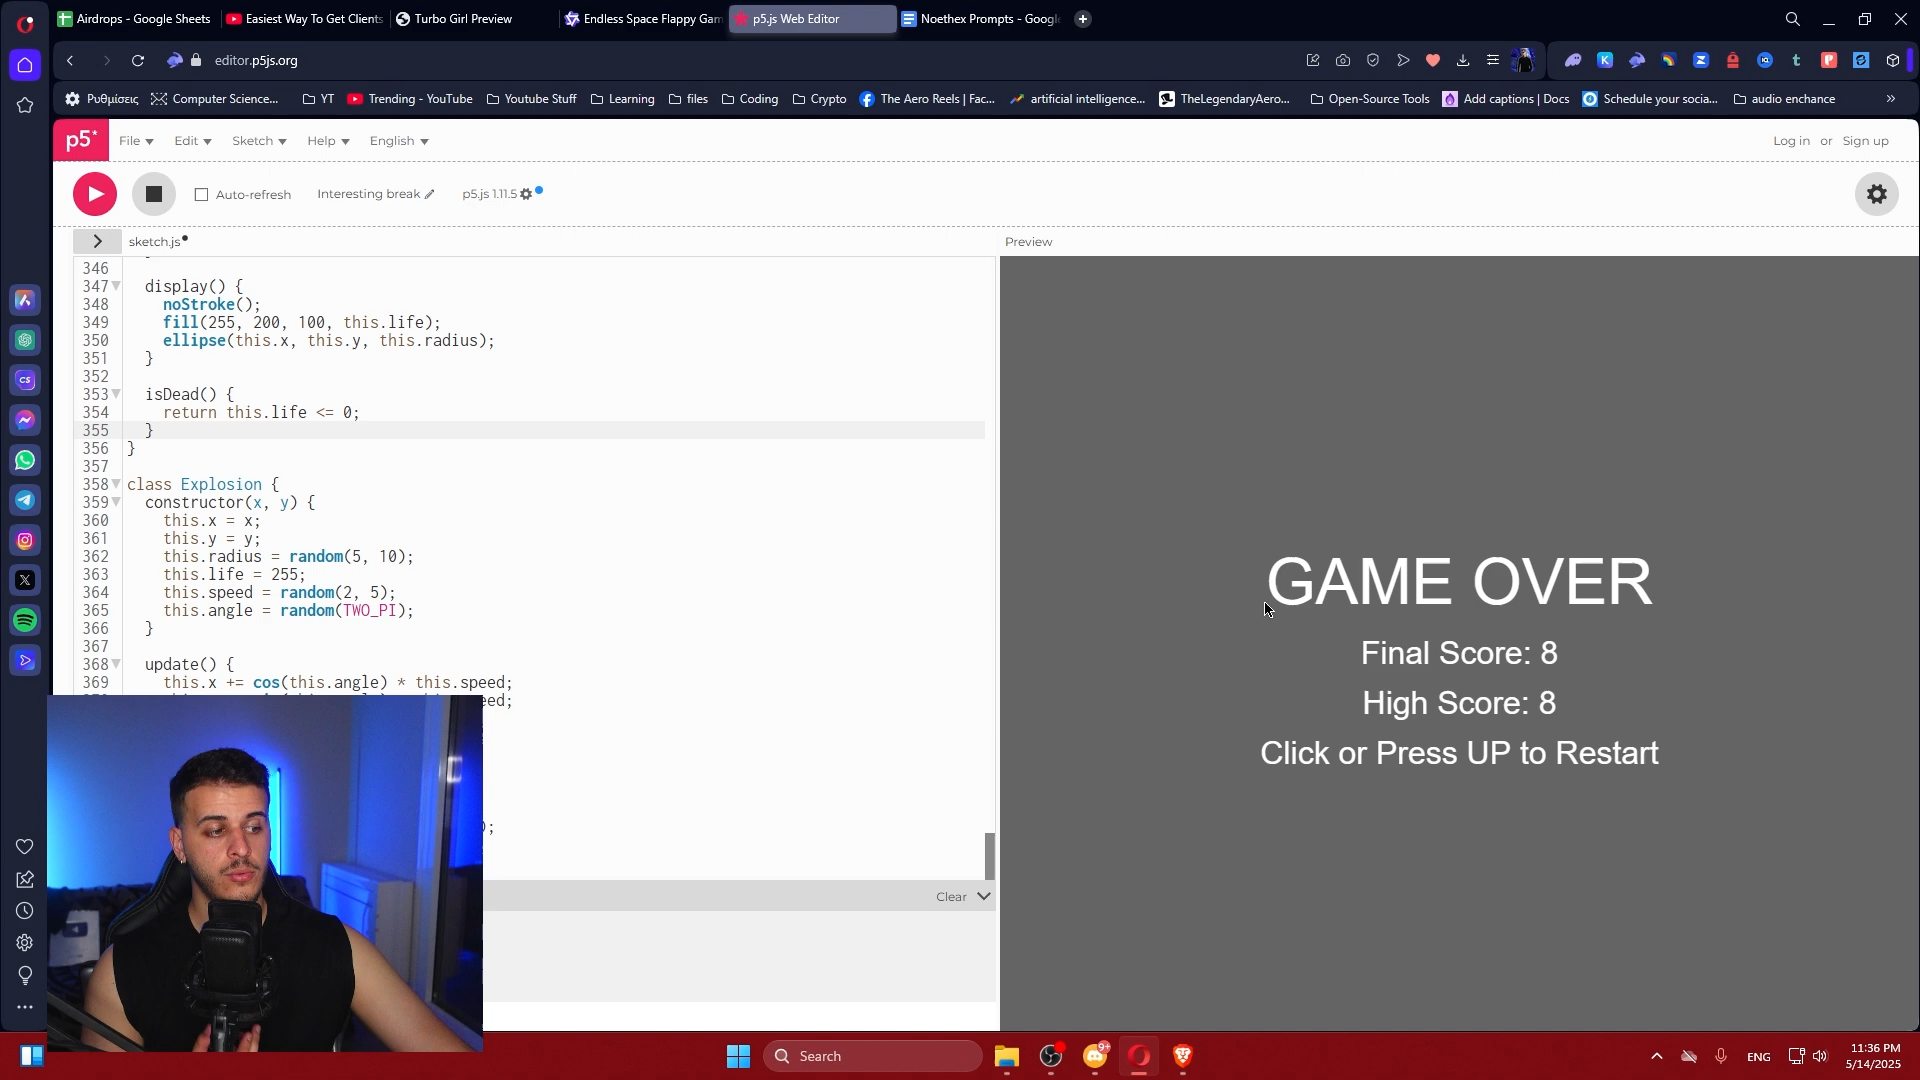 Airdrops - Google Sheets
Easiest Way To Get Clients
Turbo Girl Preview
Endless Space Flappy Gam
p5.js Web Editor
Noethex Prompts - Google
editor.p5js.org
Ρυθμίσεις
Computer Science...
YT
Trending - YouTube
Youtube Stuff
Learning
files
Coding
Crypto
The Aero Reels | Fac...
artificial intelligence...
TheLegendaryAero...
Open-Source Tools
Add captions | Docs
Schedule your socia...
audio enchance
»
p5*
File
Edit
Sketch
Help
English
Log in or Sign up
Auto-refresh
Interesting break
p5.js 1.11.5
sketch.js
Preview
346
347 display() {
348 noStroke();
349 fill(255, 200, 100, this.life);
350 ellipse(this.x, this.y, this.radius);
351 }
352
353 isDead() {
354 return this.life <= 0;
355 }
356 }
357
358 class Explosion {
359 constructor(x, y) {
360 this.x = x;
361 this.y = y;
362 this.radius = random(5, 10);
363 this.life = 255;
364 this.speed = random(2, 5);
365 this.angle = random(TWO_PI);
366 }
367
368 update() {
369 this.x += cos(this.angle) * this.speed;
eed;
);
Clear
GAME OVER
Final Score: 8
High Score: 8
Click or Press UP to Restart
Search
9+
ENG
11:36 PM
5/14/2025